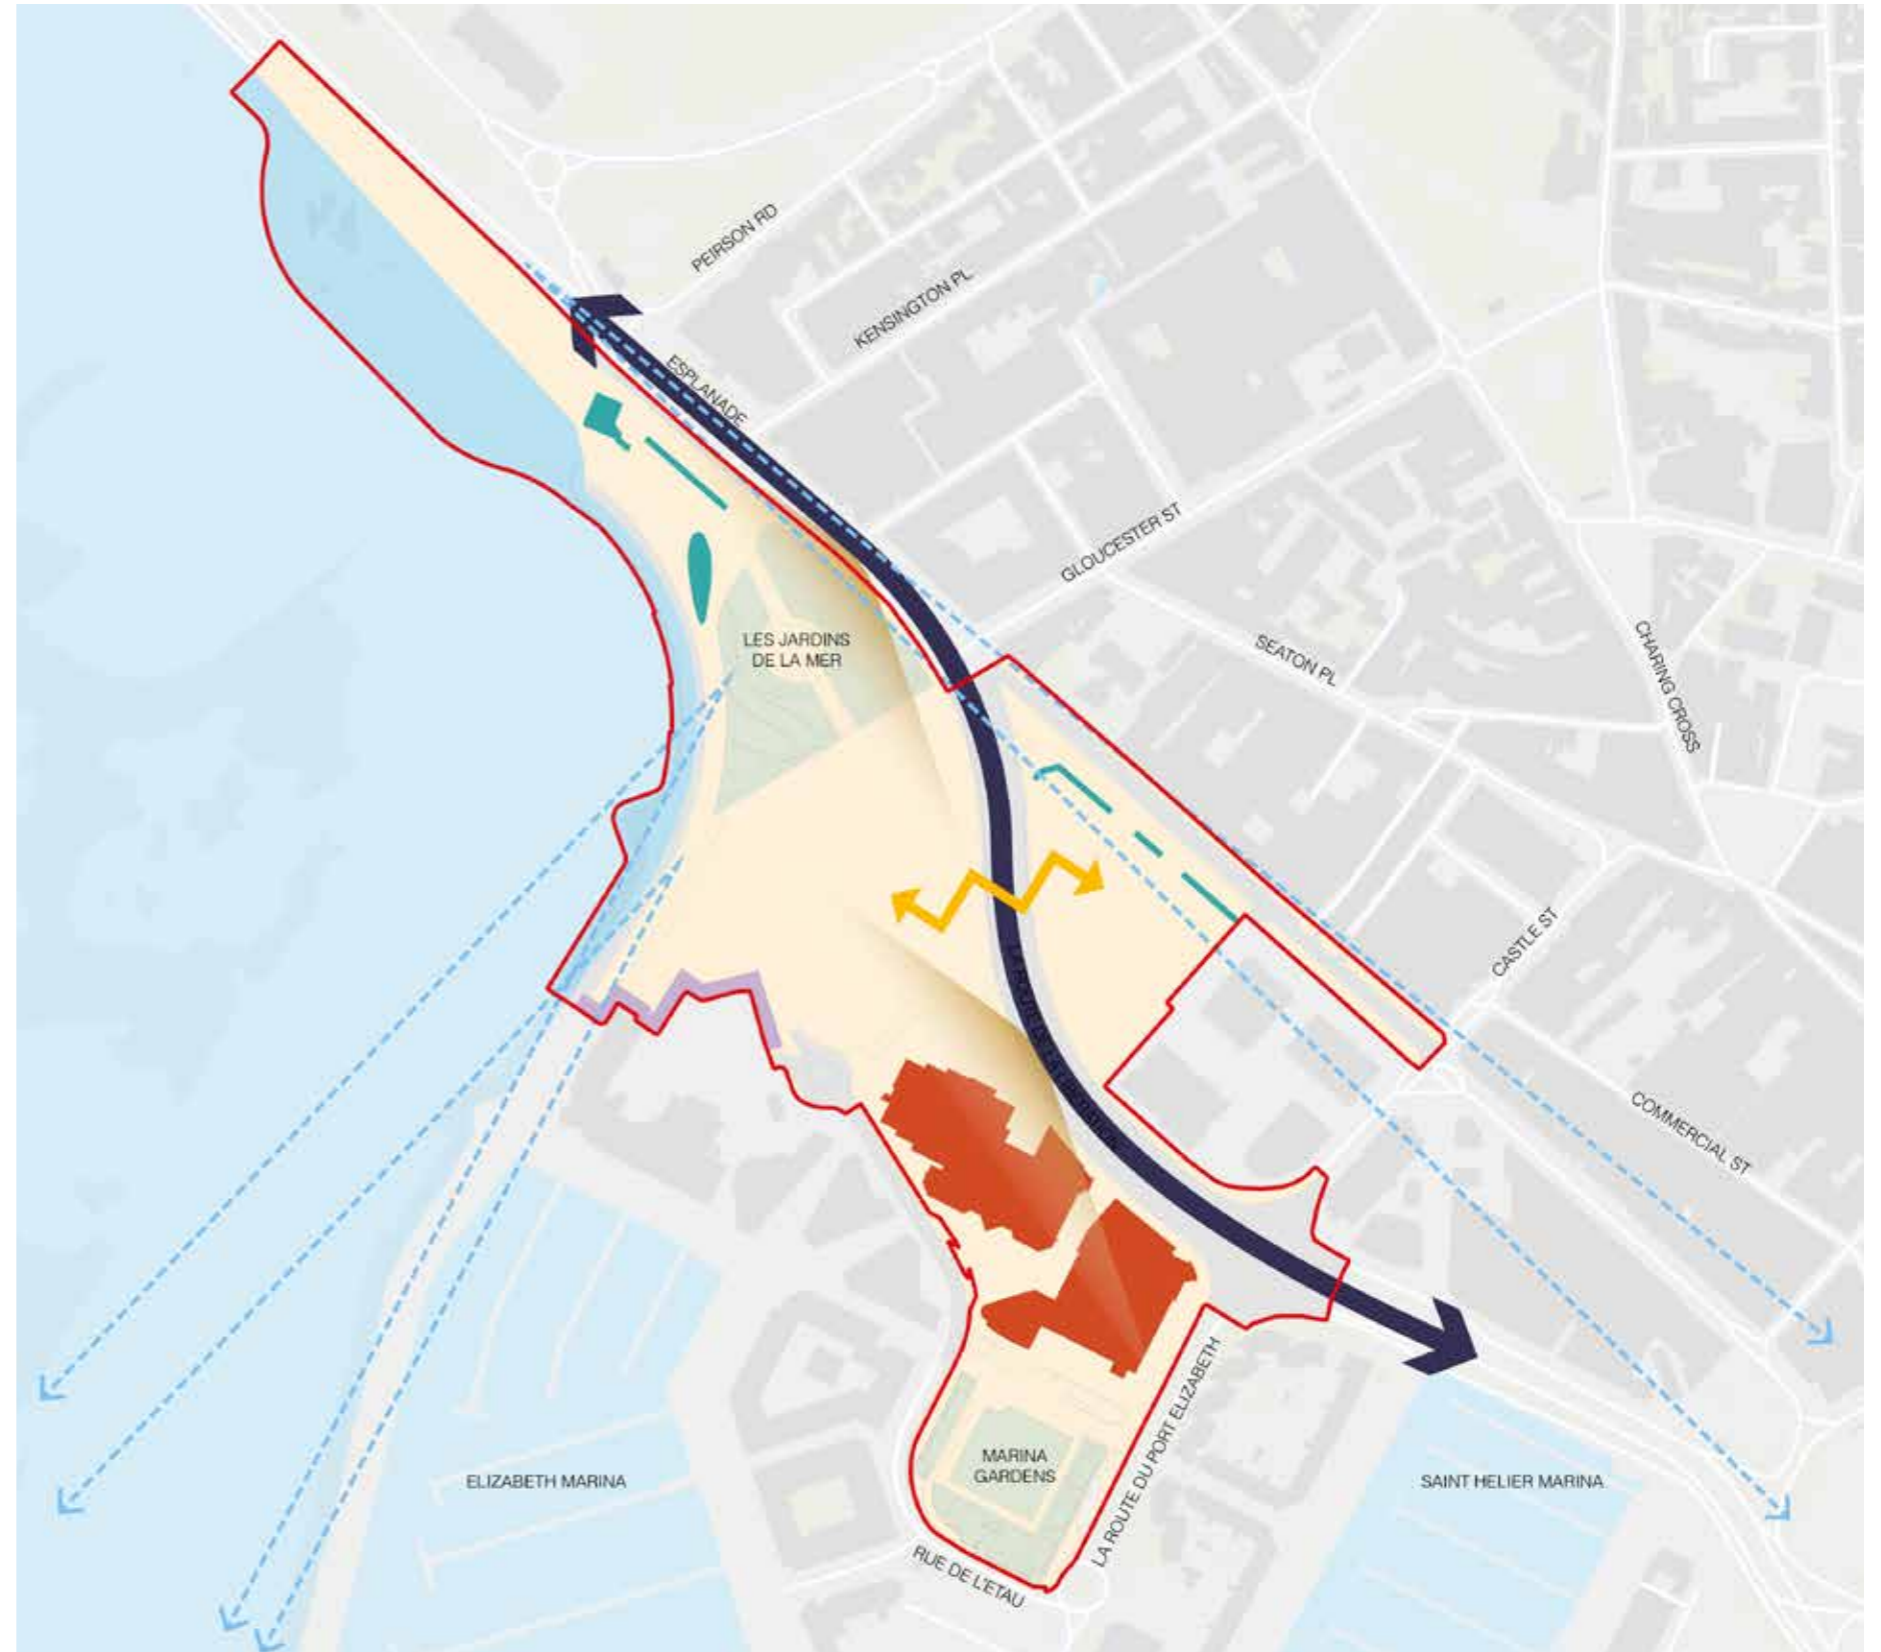 PEIRSON RD
KENSINGTON PL
ESPLANADE
GLOUCESTER ST
LES JARDINS
DE LA MER
SEATON PL
CHARING CROSS
CASTLE ST
COMMERCIAL ST
LA ROUTE DU PORT ELIZABETH
MARINA
GARDENS
ELIZABETH MARINA
SAINT HELIER MARINA
RUE DE L'ETAU